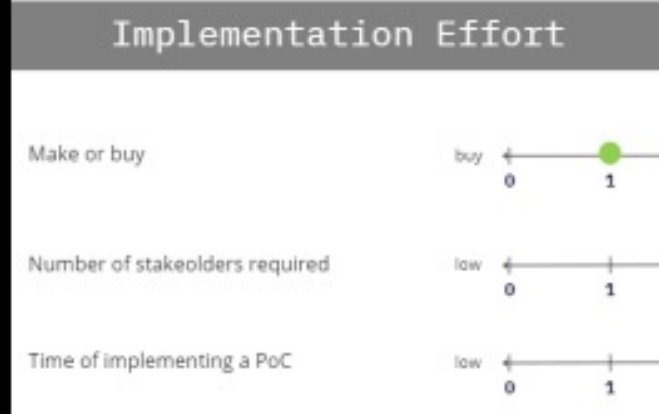 Implementation Effort
Make or buy buy
0 1
Number of stakeolders required low
0 1
Time of implementing a PoC low
0 1